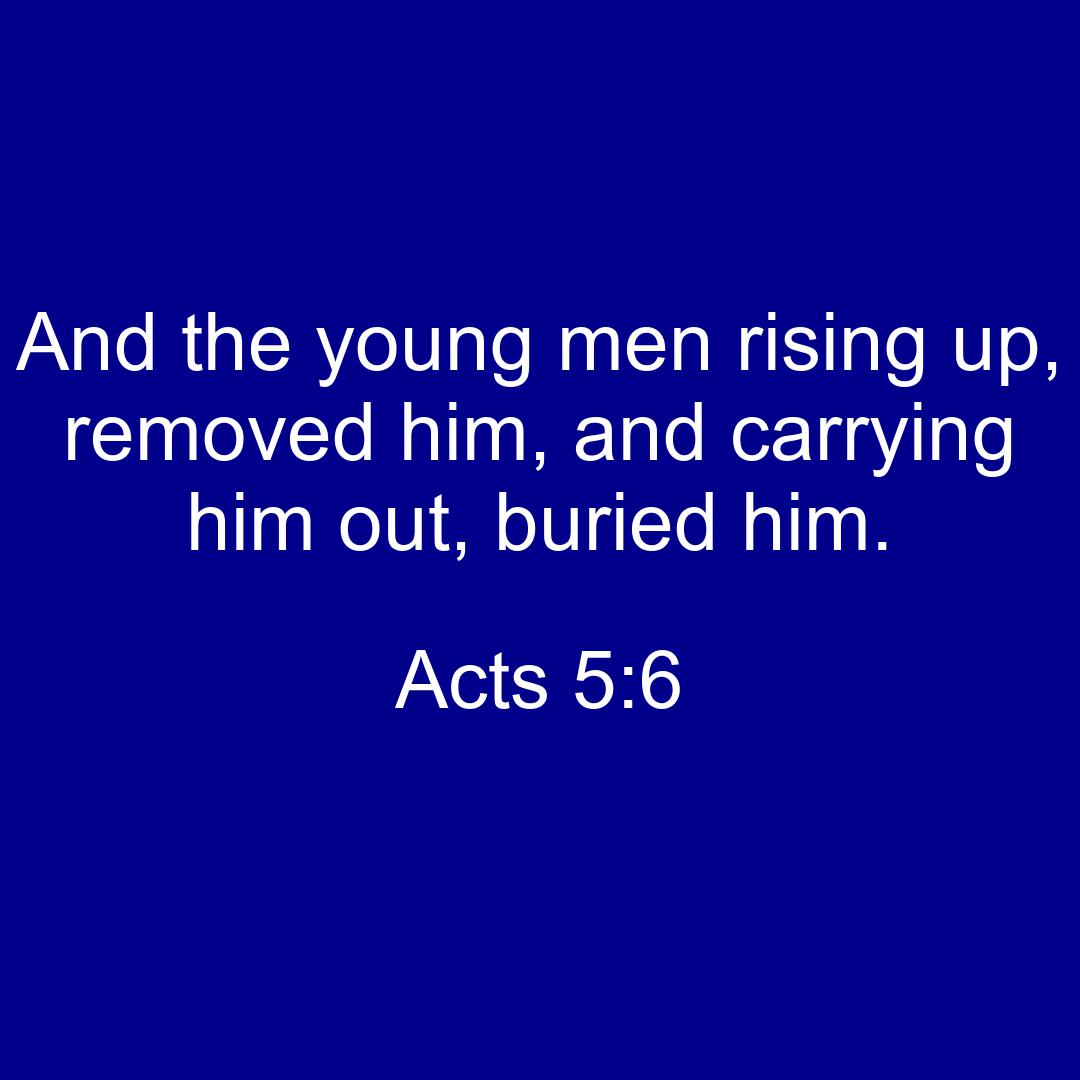 And the young men rising up,
removed him, and carrying
him out, buried him.
Acts 5:6